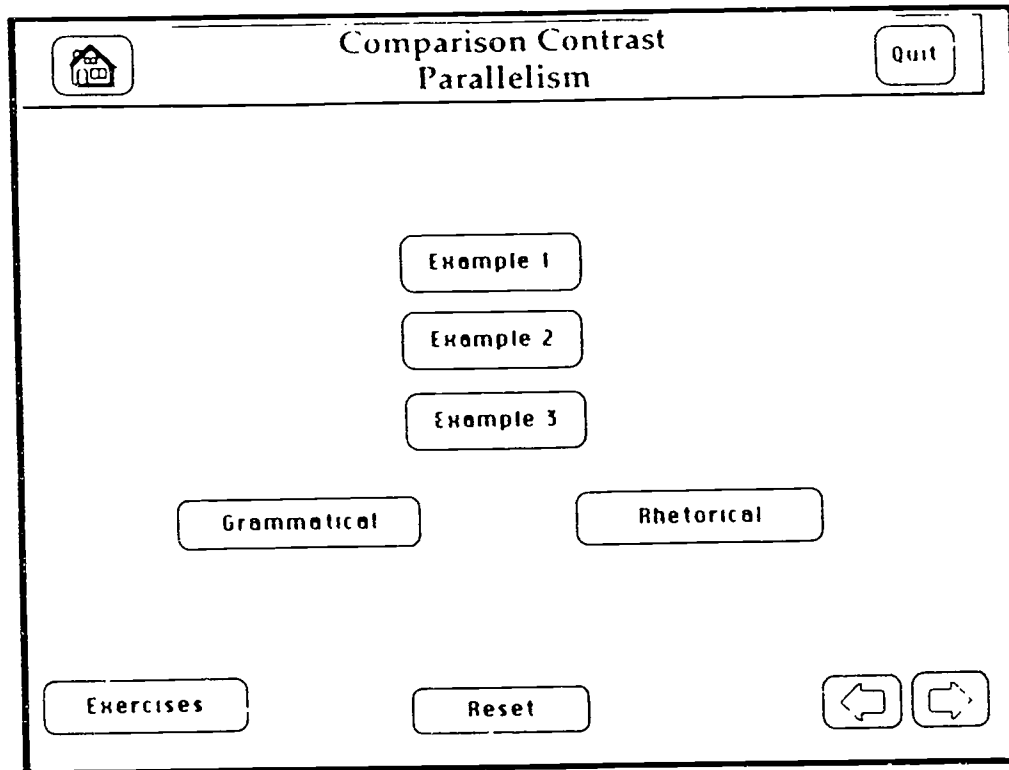 Comparison Contrast
Parallelism
Quit
Example 1
Example 2
Example 3
Grammatical
Rhetorical
Exercises
Reset